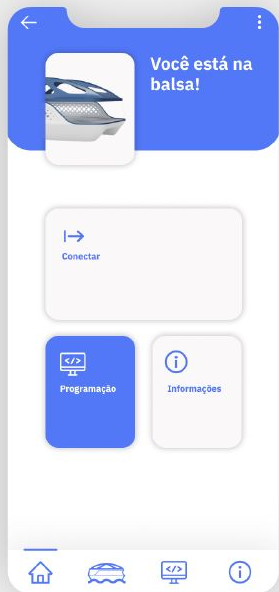 Você está na
balsa!
Conectar
Programação
Informações